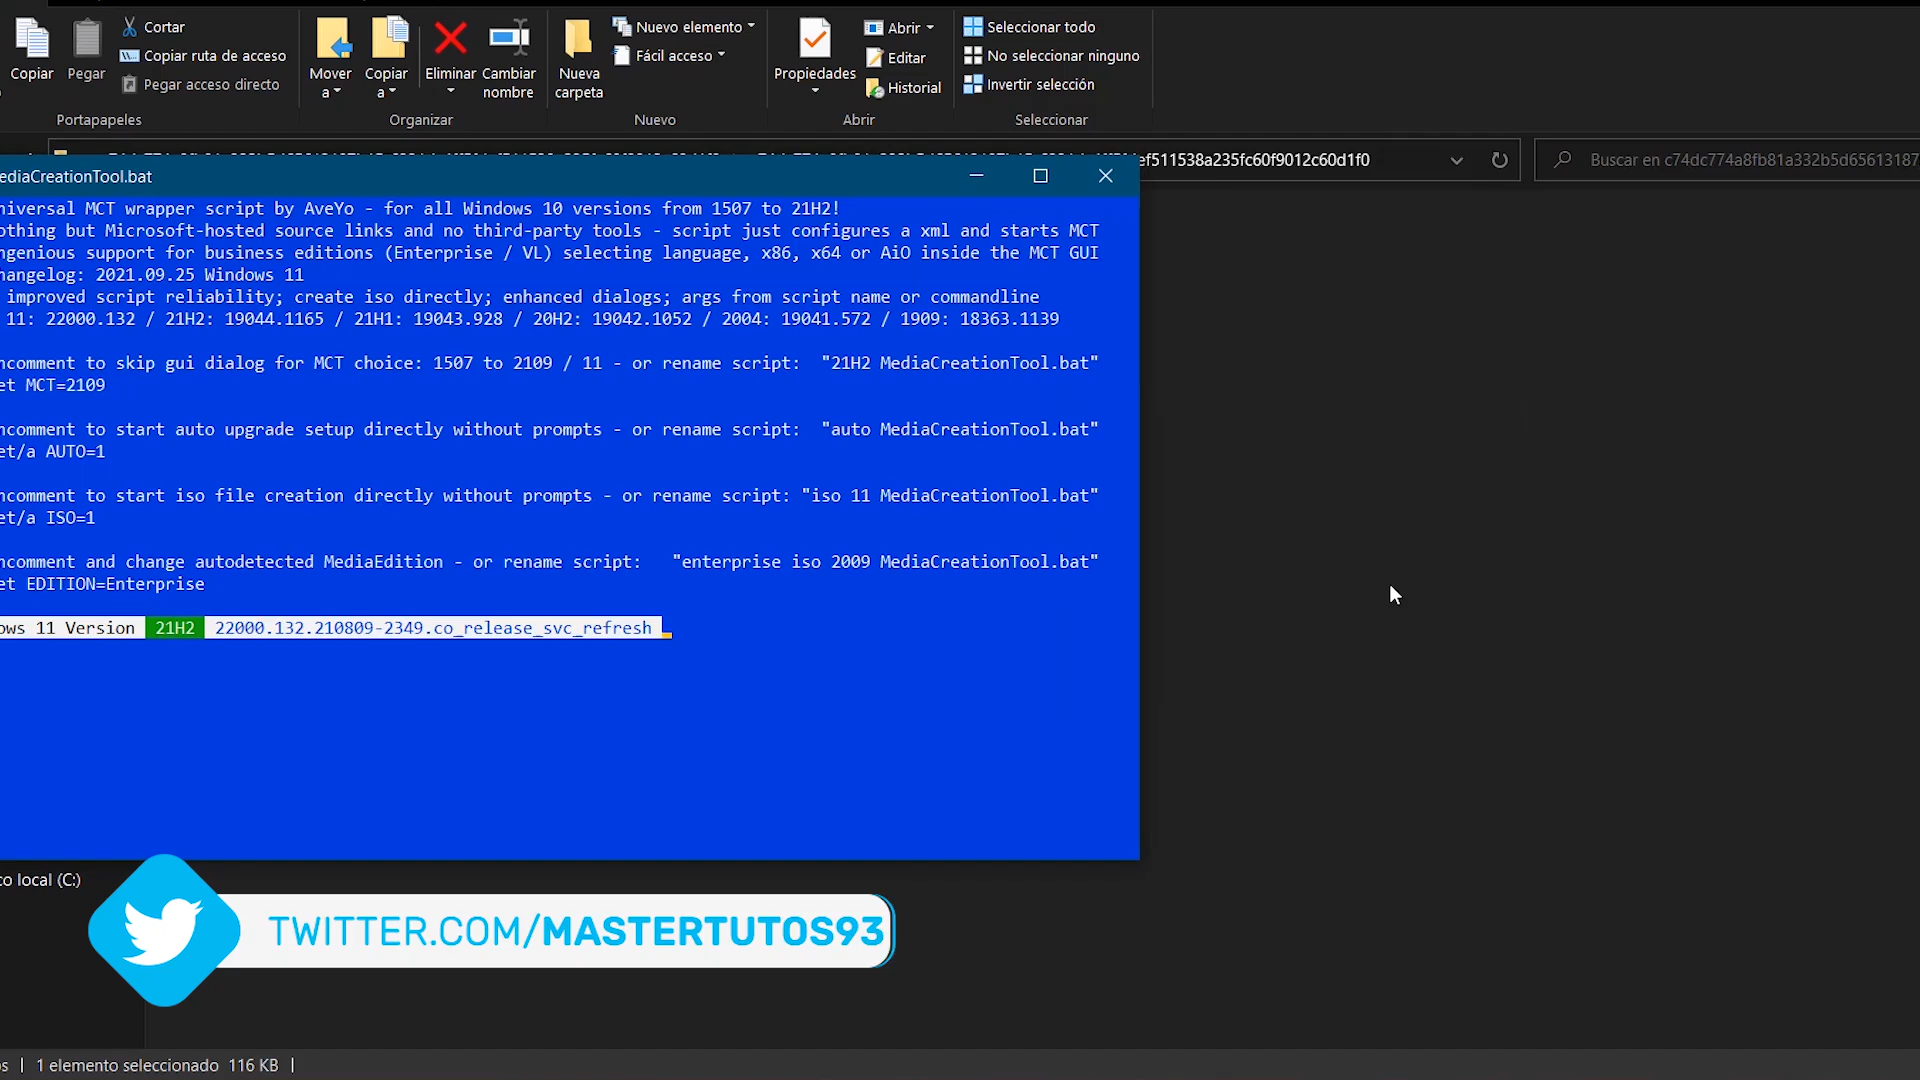 Copiar
Pegar
Cortar
Copiar ruta de acceso
Pegar acceso directo
Portapapeles
Mover a
Copiar a
Eliminar
Cambiar nombre
Organizar
Nueva carpeta
Nuevo elemento
Fácil acceso
Nuevo
Propiedades
Abrir
Editar
Historial
Abrir
Seleccionar todo
No seleccionar ninguno
Invertir selección
Seleccionar
ef511538a235fc60f9012c60d1f0
Buscar en c74dc774a8fb81a332b5d65613187
ediaCreationTool.bat
niversal MCT wrapper script by AveYo - for all Windows 10 versions from 1507 to 21H2!
othing but Microsoft-hosted source links and no third-party tools - script just configures a xml and starts MCT
ngenious support for business editions (Enterprise / VL) selecting language, x86, x64 or AiO inside the MCT GUI
hangelog: 2021.09.25 Windows 11
improved script reliability; create iso directly; enhanced dialogs; args from script name or commandline
11: 22000.132 / 21H2: 19044.1165 / 21H1: 19043.928 / 20H2: 19042.1052 / 2004: 19041.572 / 1909: 18363.1139
ncomment to skip gui dialog for MCT choice: 1507 to 2109 / 11 - or rename script: "21H2 MediaCreationTool.bat"
et MCT=2109
ncomment to start auto upgrade setup directly without prompts - or rename script: "auto MediaCreationTool.bat"
et/a AUTO=1
ncomment to start iso file creation directly without prompts - or rename script: "iso 11 MediaCreationTool.bat"
et/a ISO=1
ncomment and change autodetected MediaEdition - or rename script: "enterprise iso 2009 MediaCreationTool.bat"
et EDITION=Enterprise
ows 11 Version 21H2 22000.132.210809-2349.co_release_svc_refresh
co local (C:)
TWITTER.COM/MASTERTUTOS93
os | 1 elemento seleccionado 116 KB |